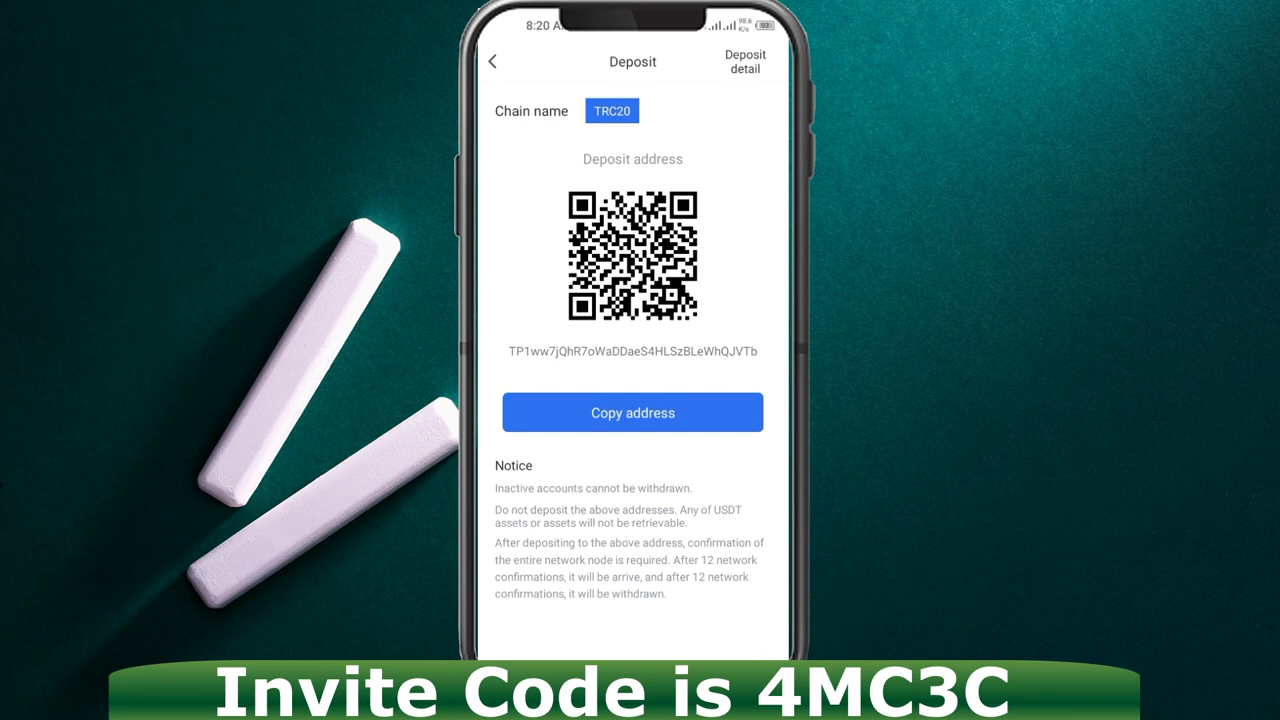 8:20 A
98.6
K/s
Deposit
Deposit
detail
Chain name
TRC20
Deposit address
TP1ww7jQhR7oWaDDaeS4HLSzBLeWhQJVTb
Copy address
Notice
Inactive accounts cannot be withdrawn.
Do not deposit the above addresses. Any of USDT
assets or assets will not be retrievable.
After depositing to the above address, confirmation of
the entire network node is required. After 12 network
confirmations, it will be arrive, and after 12 network
confirmations, it will be withdrawn.
Invite Code is 4MC3C